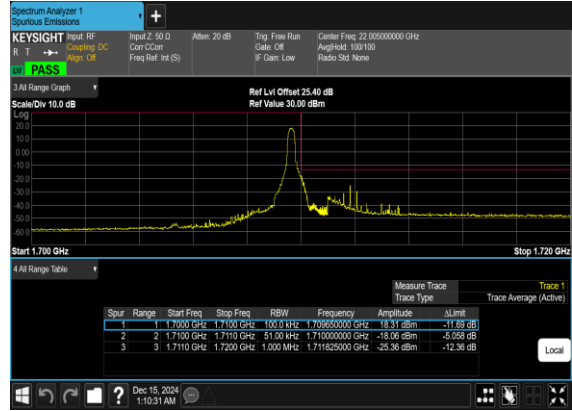 Spectrum Analyzer 1
Spurious Emissions
+
KEYSIGHT Input: RF Input Z: 50 Ω Atten: 20 dB Trig: Free Run Center Freq: 22.005000000 GHz
R T Coupling: DC Corr CCorr Gate: Off Avg|Hold: 100/100
Align: Off Freq Ref: Int (S) IF Gain: Low Radio Std: None
PASS
3 All Range Graph
Ref Lvl Offset 25.40 dB
Scale/Div 10.0 dB Ref Value 30.00 dBm
Log
20.0
10.0
0.00
-10.0
-20.0
-30.0
-40.0
-50.0
-60.0
Start 1.700 GHz Stop 1.720 GHz
4 All Range Table
Measure Trace Trace 1
Trace Type Trace Average (Active)
Spur Range Start Freq Stop Freq RBW Frequency Amplitude ΔLimit
1 1 1.7000 GHz 1.7100 GHz 100.0 kHz 1.709650000 GHz 18.31 dBm -11.69 dB
2 2 1.7100 GHz 1.7110 GHz 51.00 kHz 1.710000000 GHz -18.06 dBm -5.058 dB
3 3 1.7110 GHz 1.7200 GHz 1.000 MHz 1.711825000 GHz -25.36 dBm -12.36 dB
Local
? Dec 15, 2024
1:10:31 AM